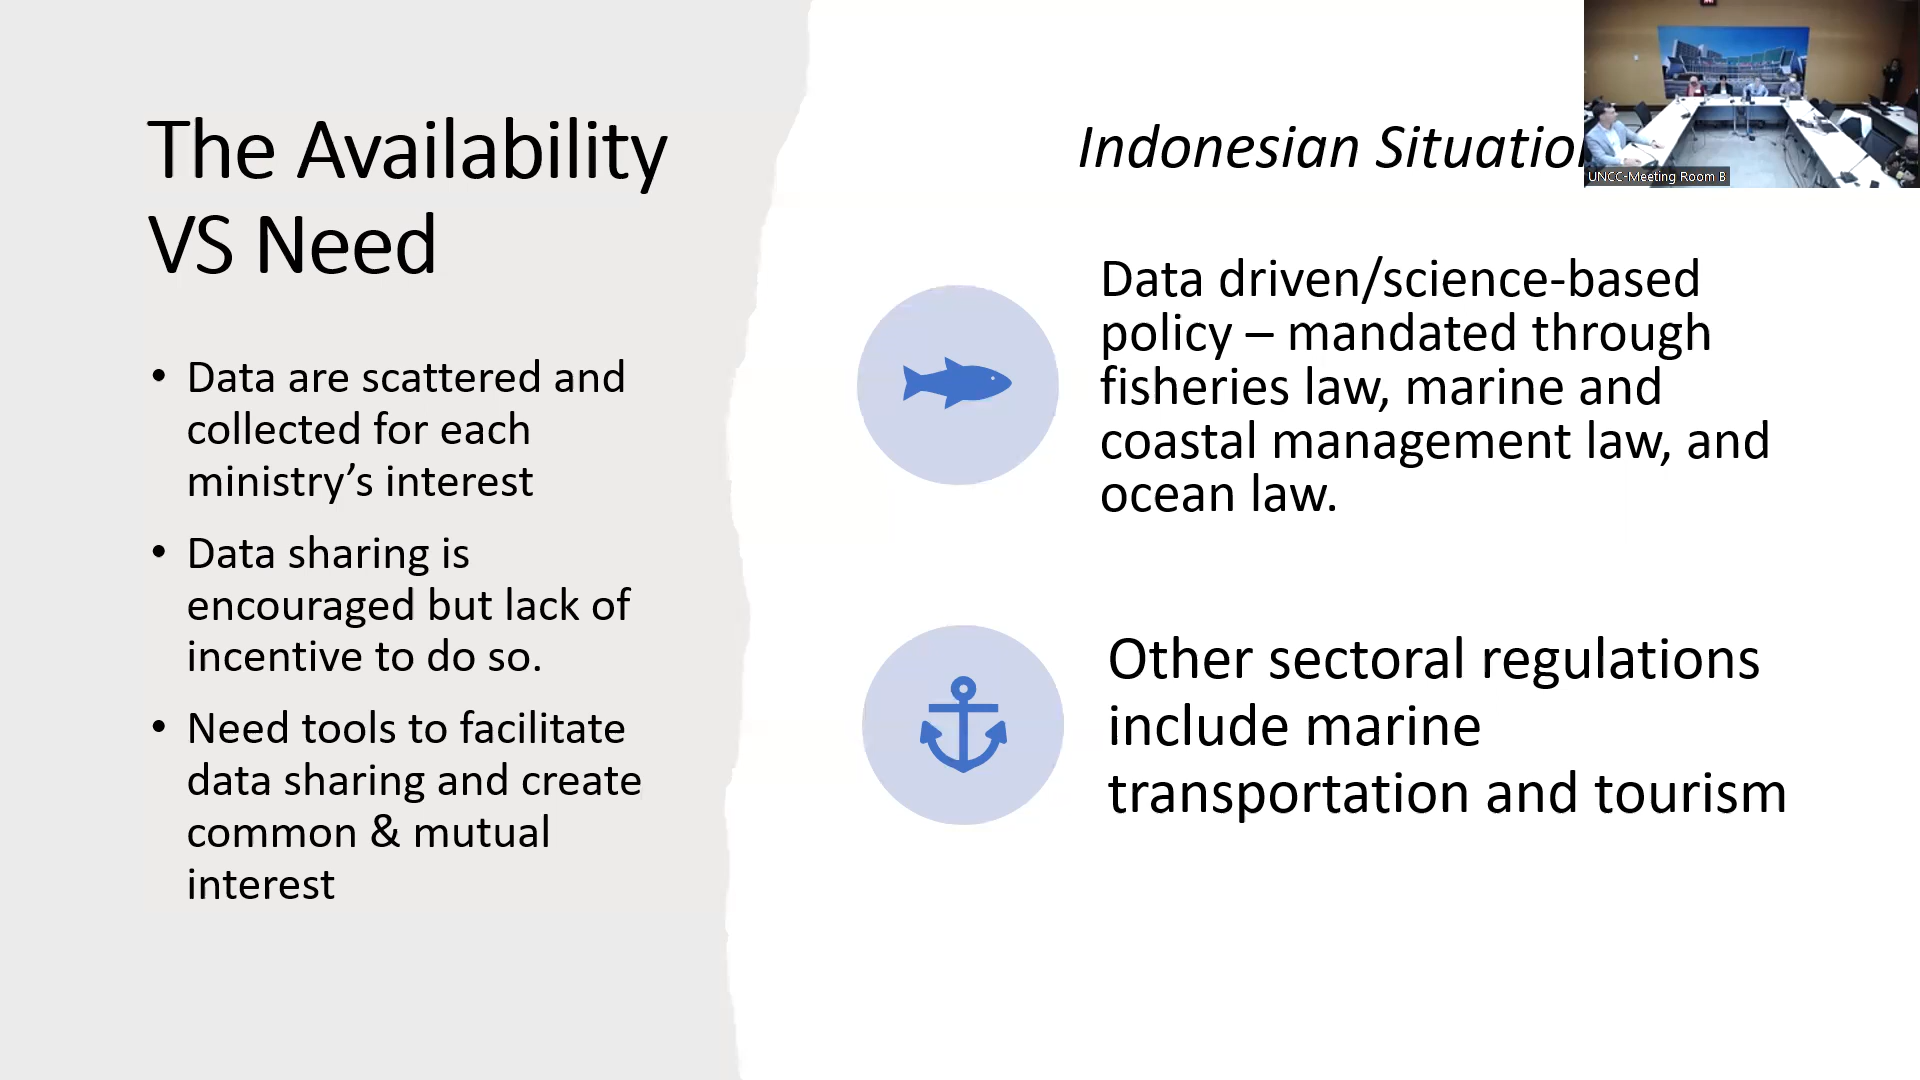 The Availability
VS Need
• Data are scattered and
collected for each
ministry’s interest
• Data sharing is
encouraged but lack of
incentive to do so.
• Need tools to facilitate
data sharing and create
common & mutual
interest
Indonesian Situation
Data driven/science-based
policy – mandated through
fisheries law, marine and
coastal management law, and
ocean law.
Other sectoral regulations
include marine
transportation and tourism
UNCC-Meeting Room B